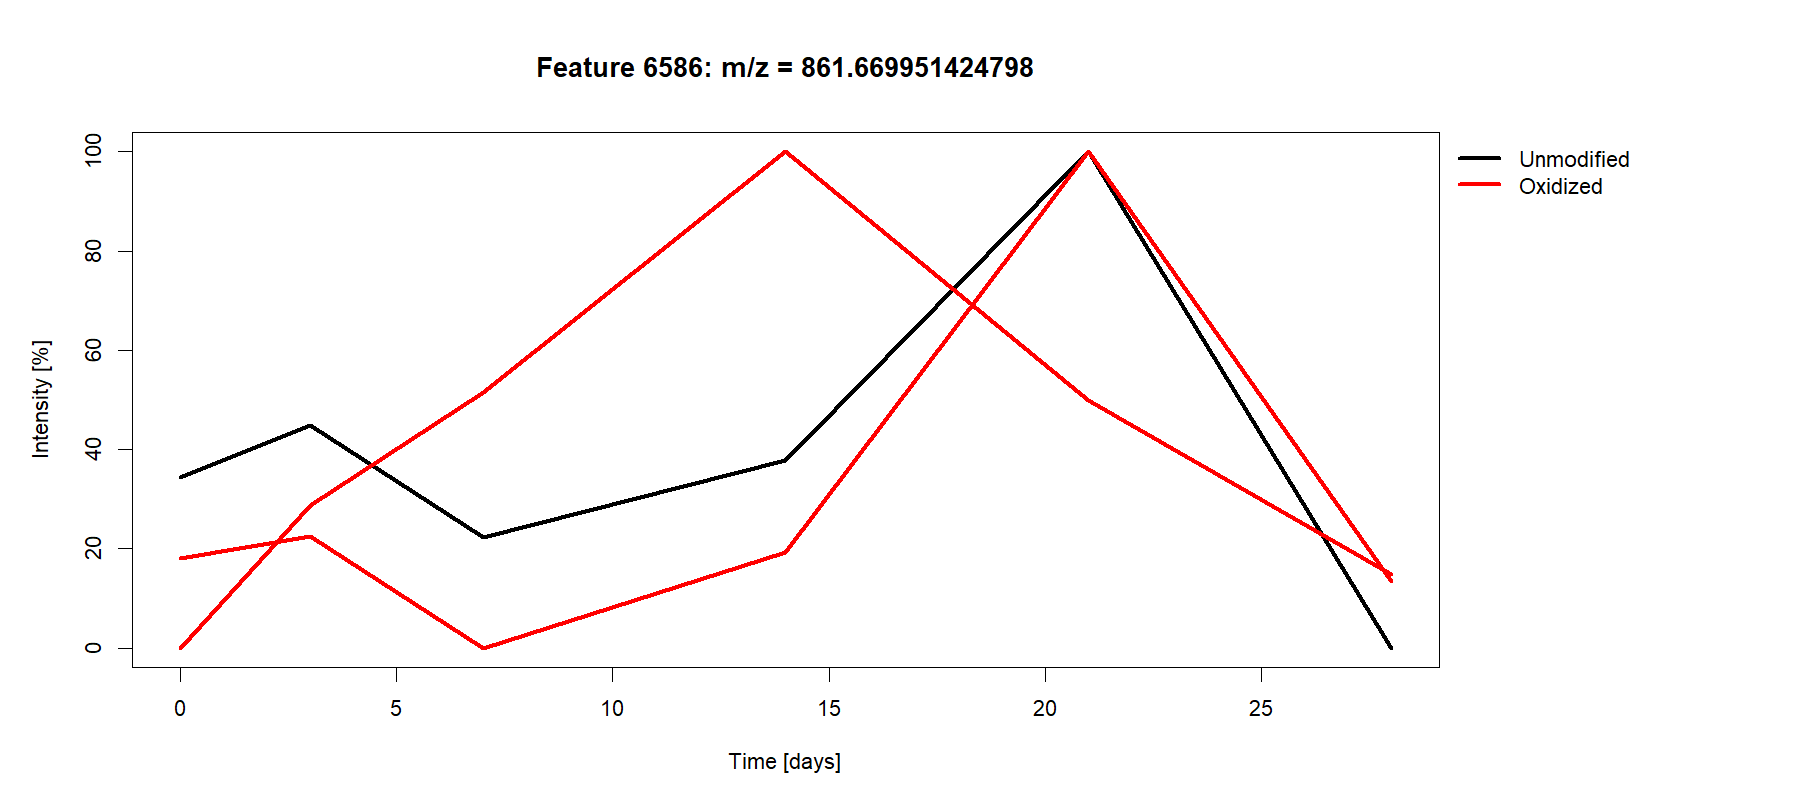 Feature 6586: m/z = 861.669951424798
Unmodified
Oxidized
Intensity [%]
100
80
60
40
20
0
0 5 10 15 20 25
Time [days]